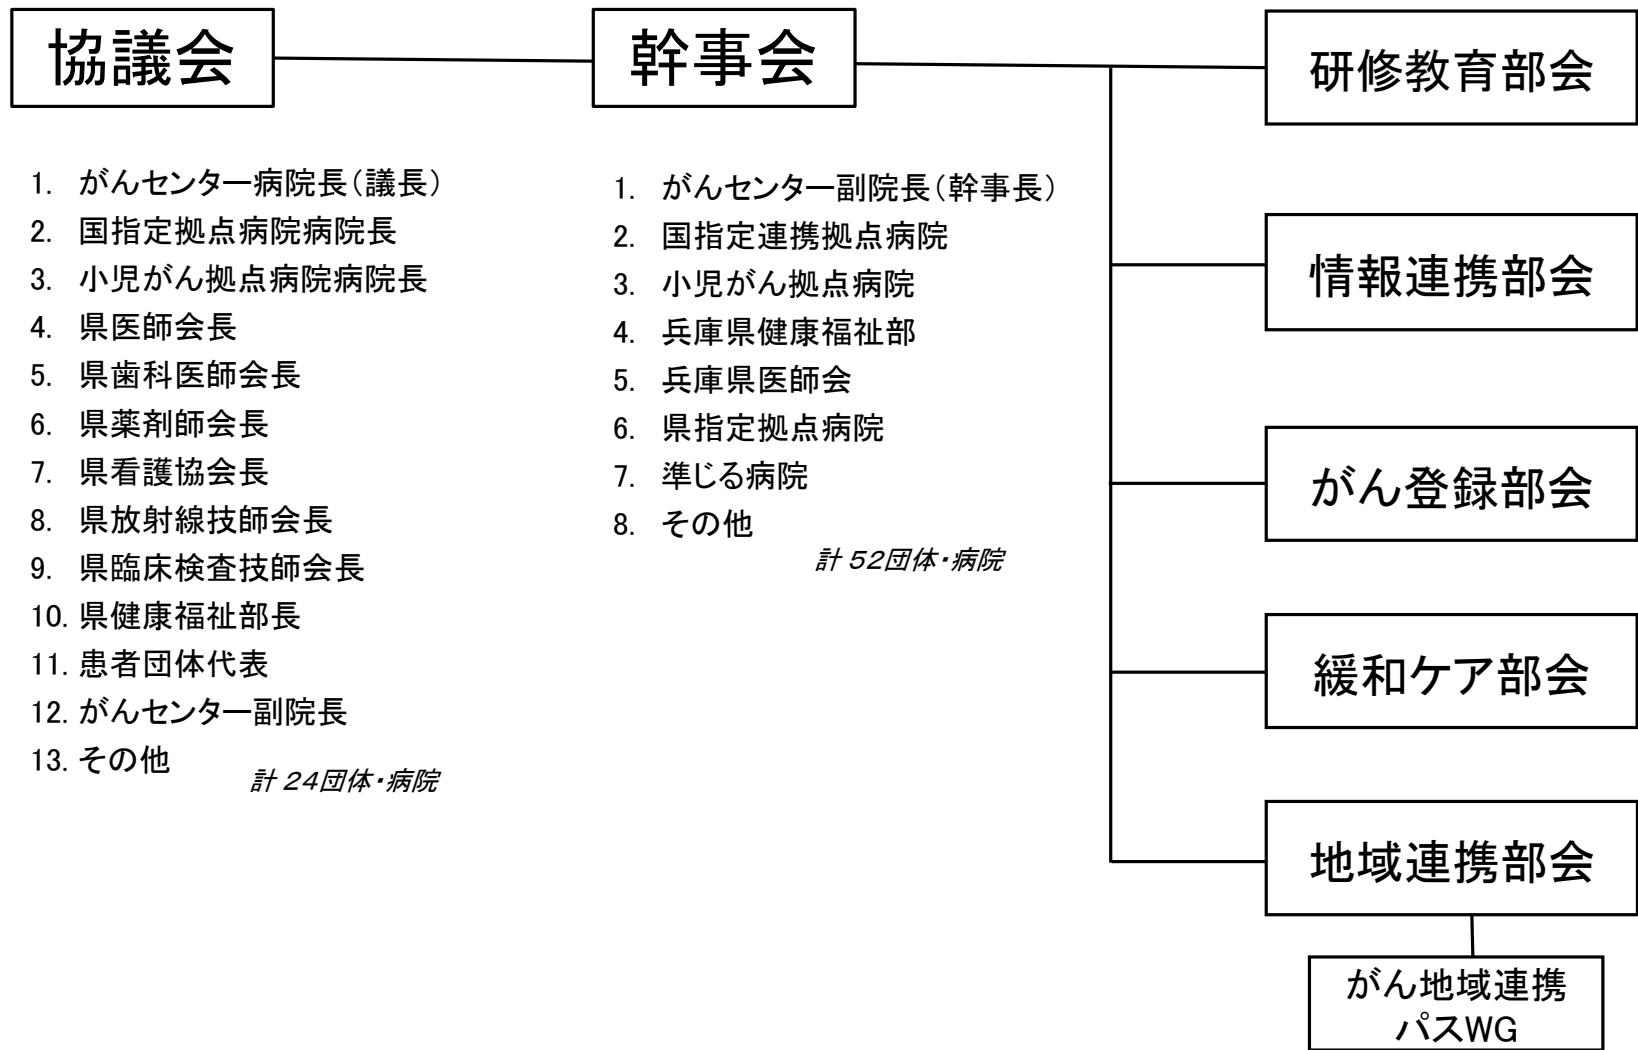 協議会
1. がんセンター病院長（議長）
2. 国指定拠点病院病院長
3. 小児がん拠点病院病院長
4. 県医師会長
5. 県歯科医師会長
6. 県薬剤師会長
7. 県看護協会長
8. 県放射線技師会長
9. 県臨床検査技師会長
10. 県健康福祉部長
11. 患者団体代表
12. がんセンター副院長
13. その他
計 24団体・病院
幹事会
1. がんセンター副院長（幹事長）
2. 国指定連携拠点病院
3. 小児がん拠点病院
4. 兵庫県健康福祉部
5. 兵庫県医師会
6. 県指定拠点病院
7. 準じる病院
8. その他
計 52団体・病院
研修教育部会
情報連携部会
がん登録部会
緩和ケア部会
地域連携部会
がん地域連携
パスWG